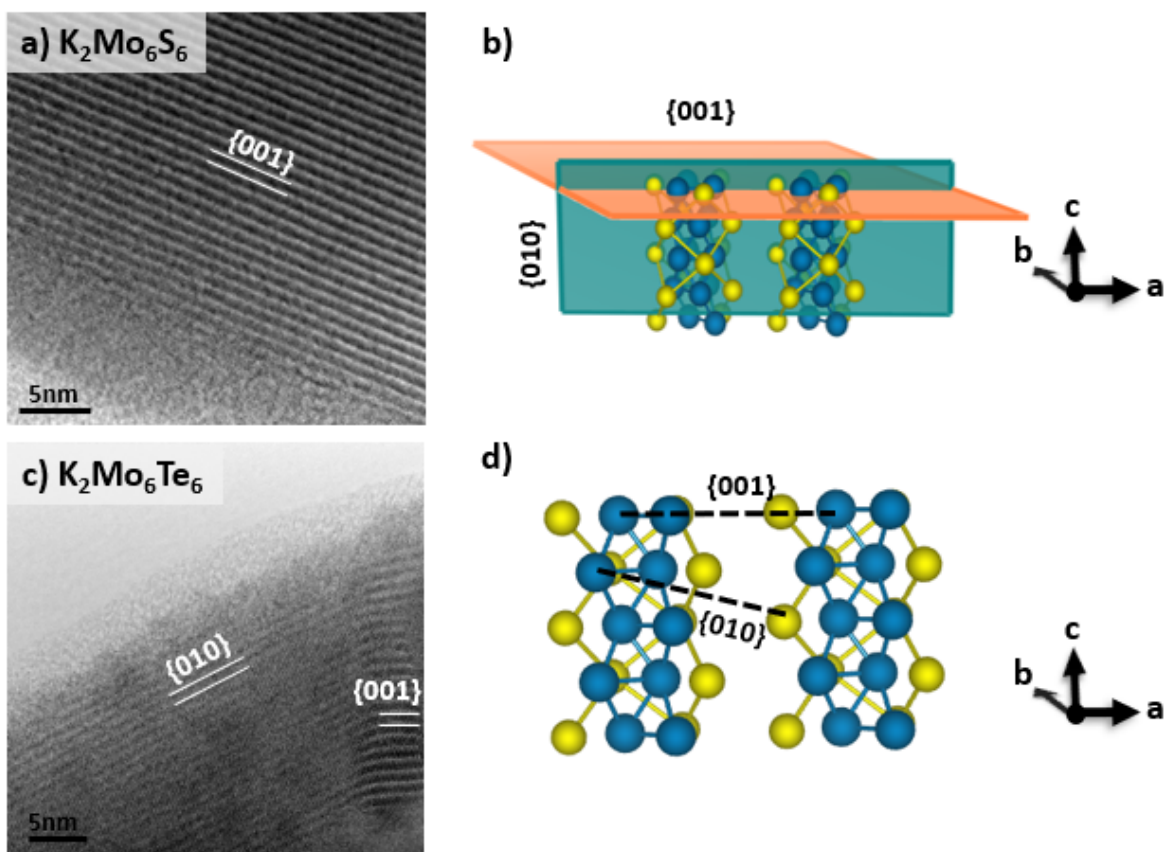 a) K₂Mo₆S₆
{001}
5nm
b)
{001}
{010}
c
b
a
c) K₂Mo₆Te₆
{010}
{001}
5nm
d)
{001}
{010}
c
b
a